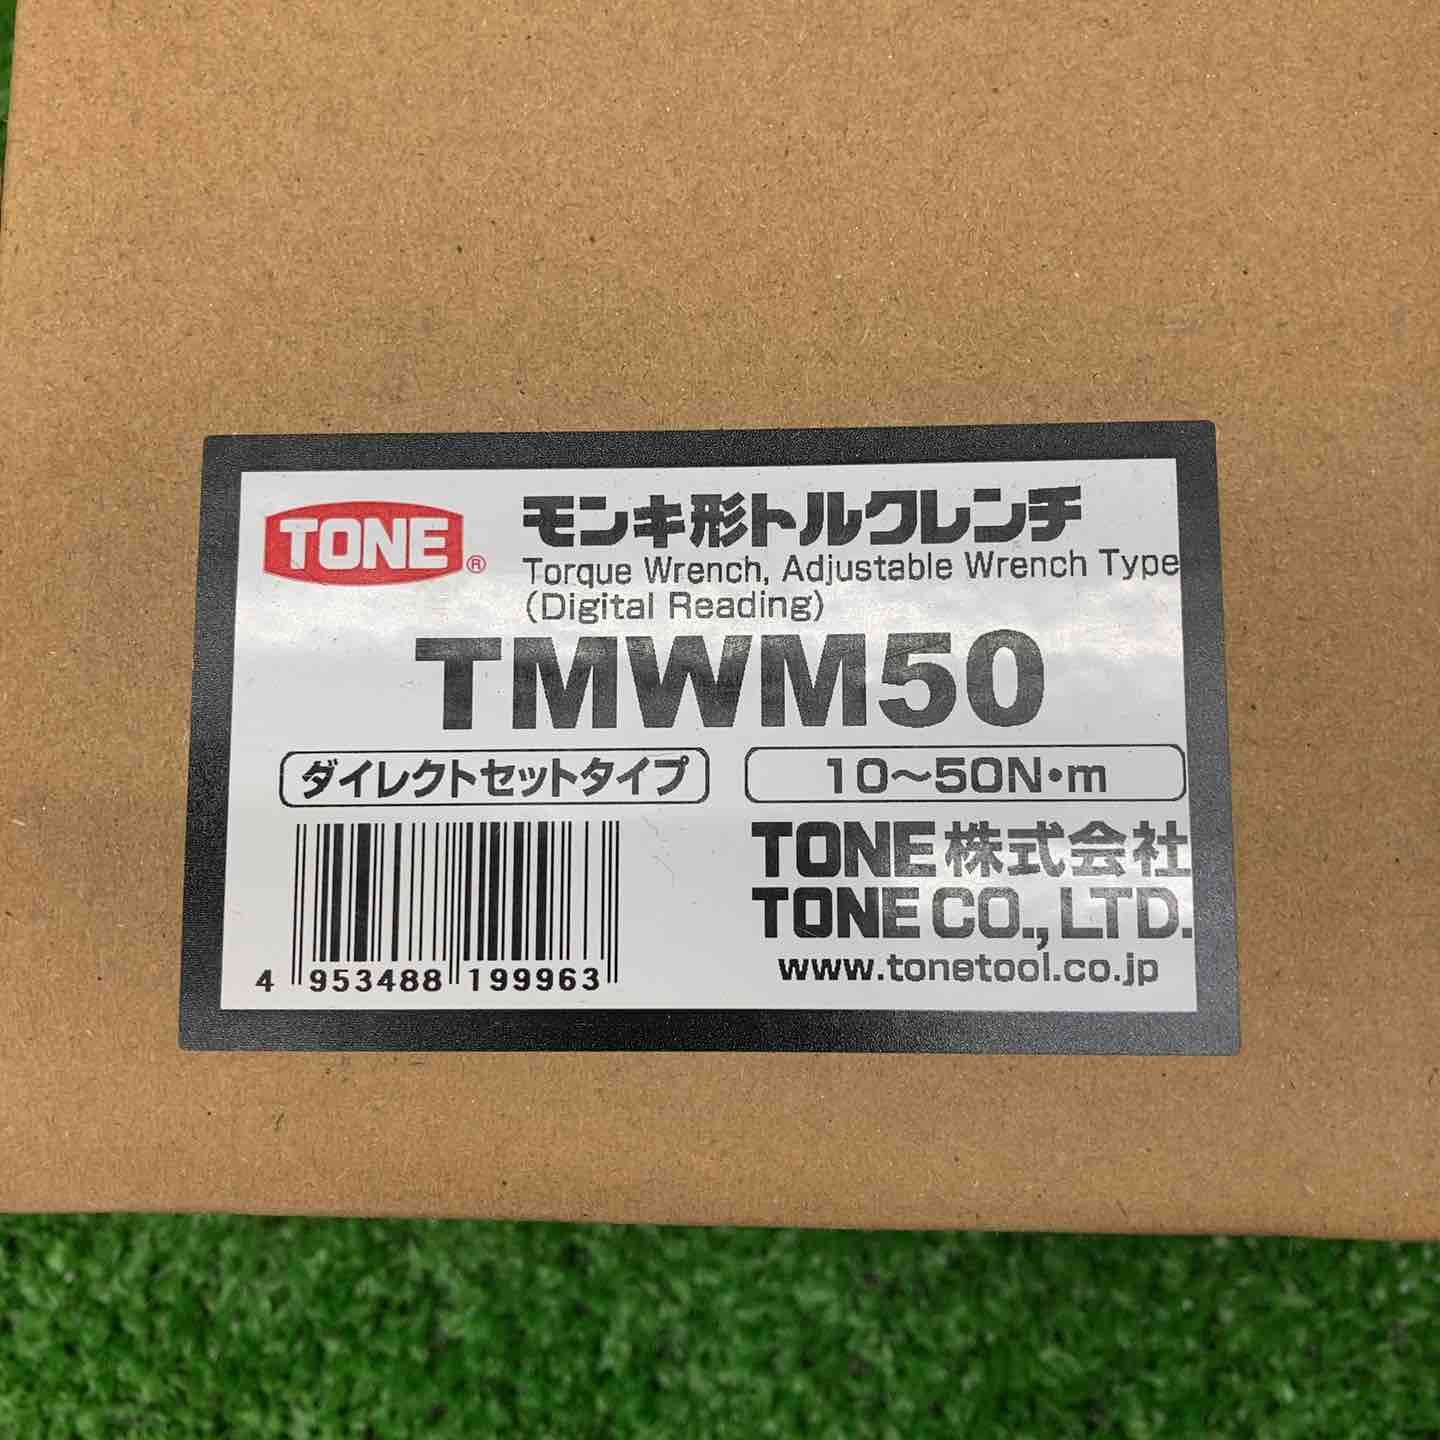 TONE®
モンキ形トルクレンチ
Torque Wrench, Adjustable Wrench Type
(Digital Reading)
TMWM50
ダイレクトセットタイプ
10～50N・m
4 953488 199963
TONE株式会社
TONE CO., LTD.
www.tonetool.co.jp